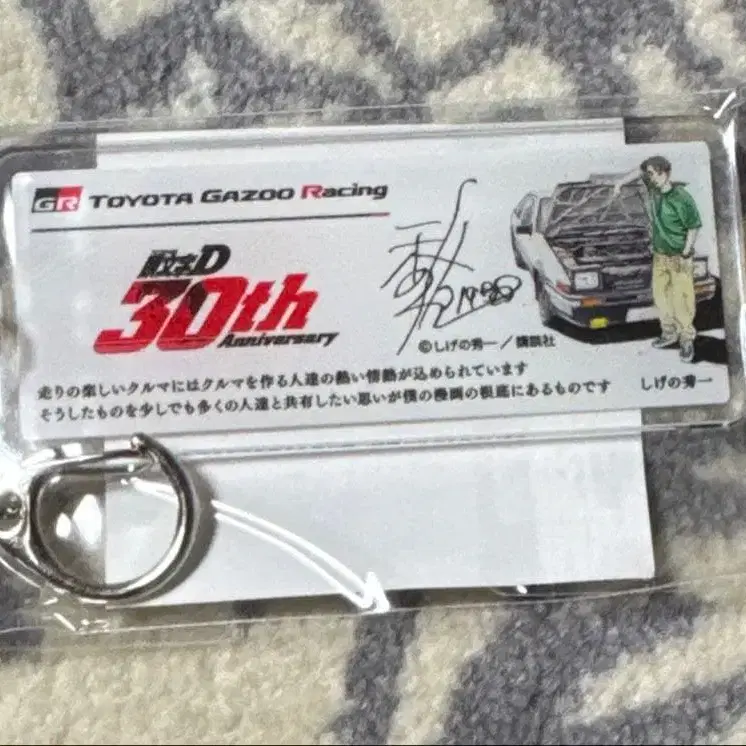 GR TOYOTA GAZOO Racing
頭文字D
30th
Anniversary
©しげの秀一／講談社
走りの楽しいクルマにはクルマを作る人達の熱い情熱が込められています
そうしたものを少しでも多くの人達と共有したい思いが僕の漫画の根底にあるものです しげの秀一